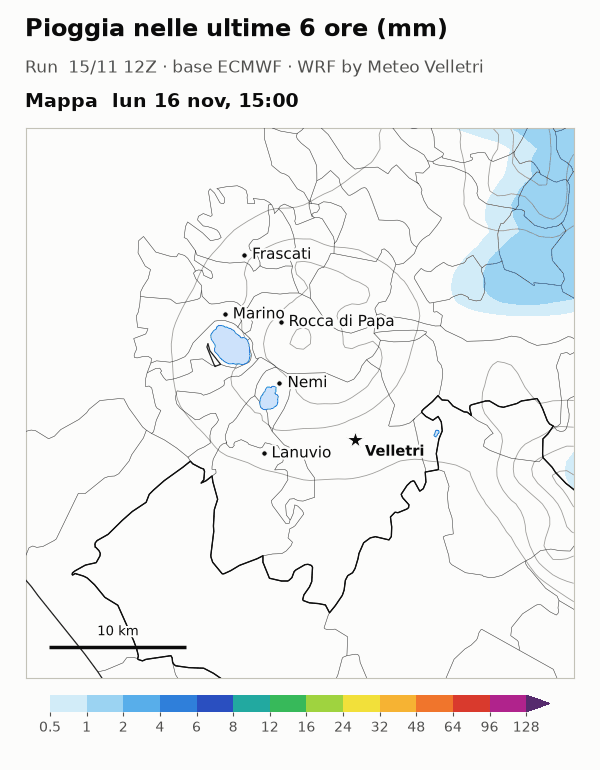 Pioggia nelle ultime 6 ore (mm)
Run  15/11 12Z · base ECMWF · WRF by Meteo Velletri
Mappa  lun 16 nov, 15:00
Frascati
Marino
Rocca di Papa
Nemi
Velletri
Lanuvio
10 km
0.5 1 2 4 6 8 12 16 24 32 48 64 96 128